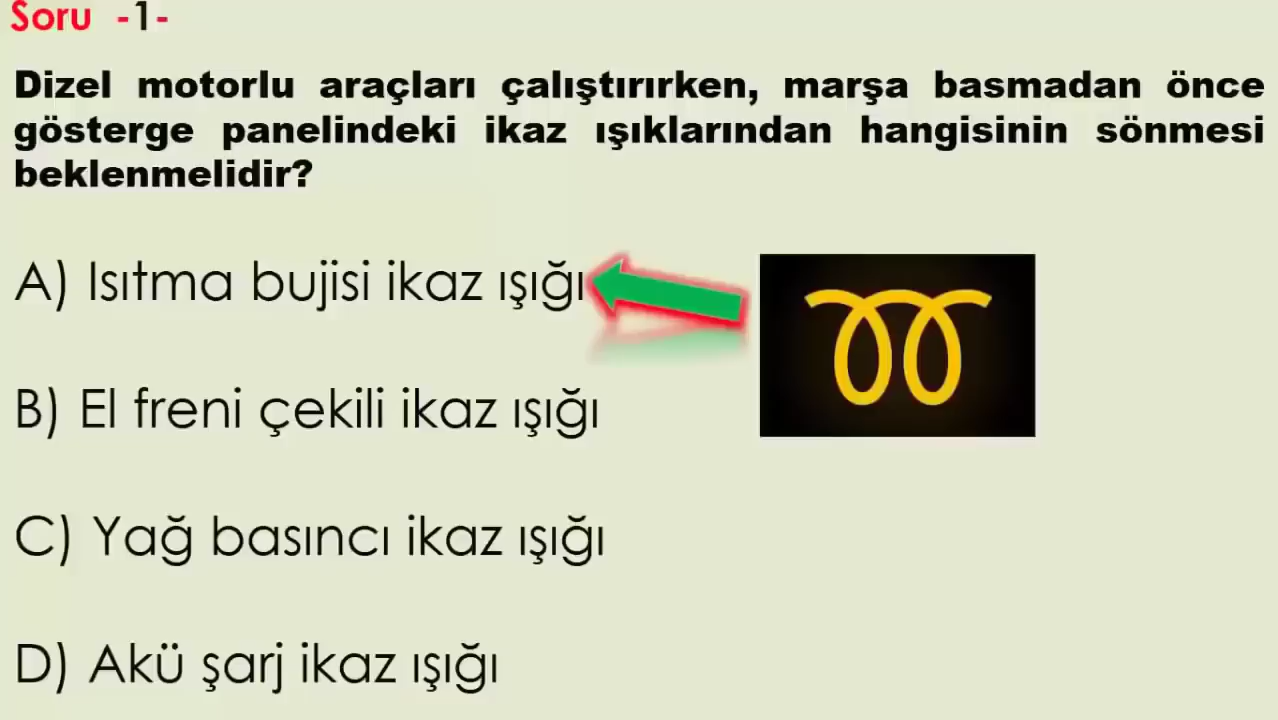 Soru -1-
Dizel motorlu araçları çalıştırırken, marşa basmadan önce
gösterge panelindeki ikaz ışıklarından hangisinin sönmesi
beklenmelidir?
A) Isıtma bujisi ikaz ışığı
B) El freni çekili ikaz ışığı
C) Yağ basıncı ikaz ışığı
D) Akü şarj ikaz ışığı